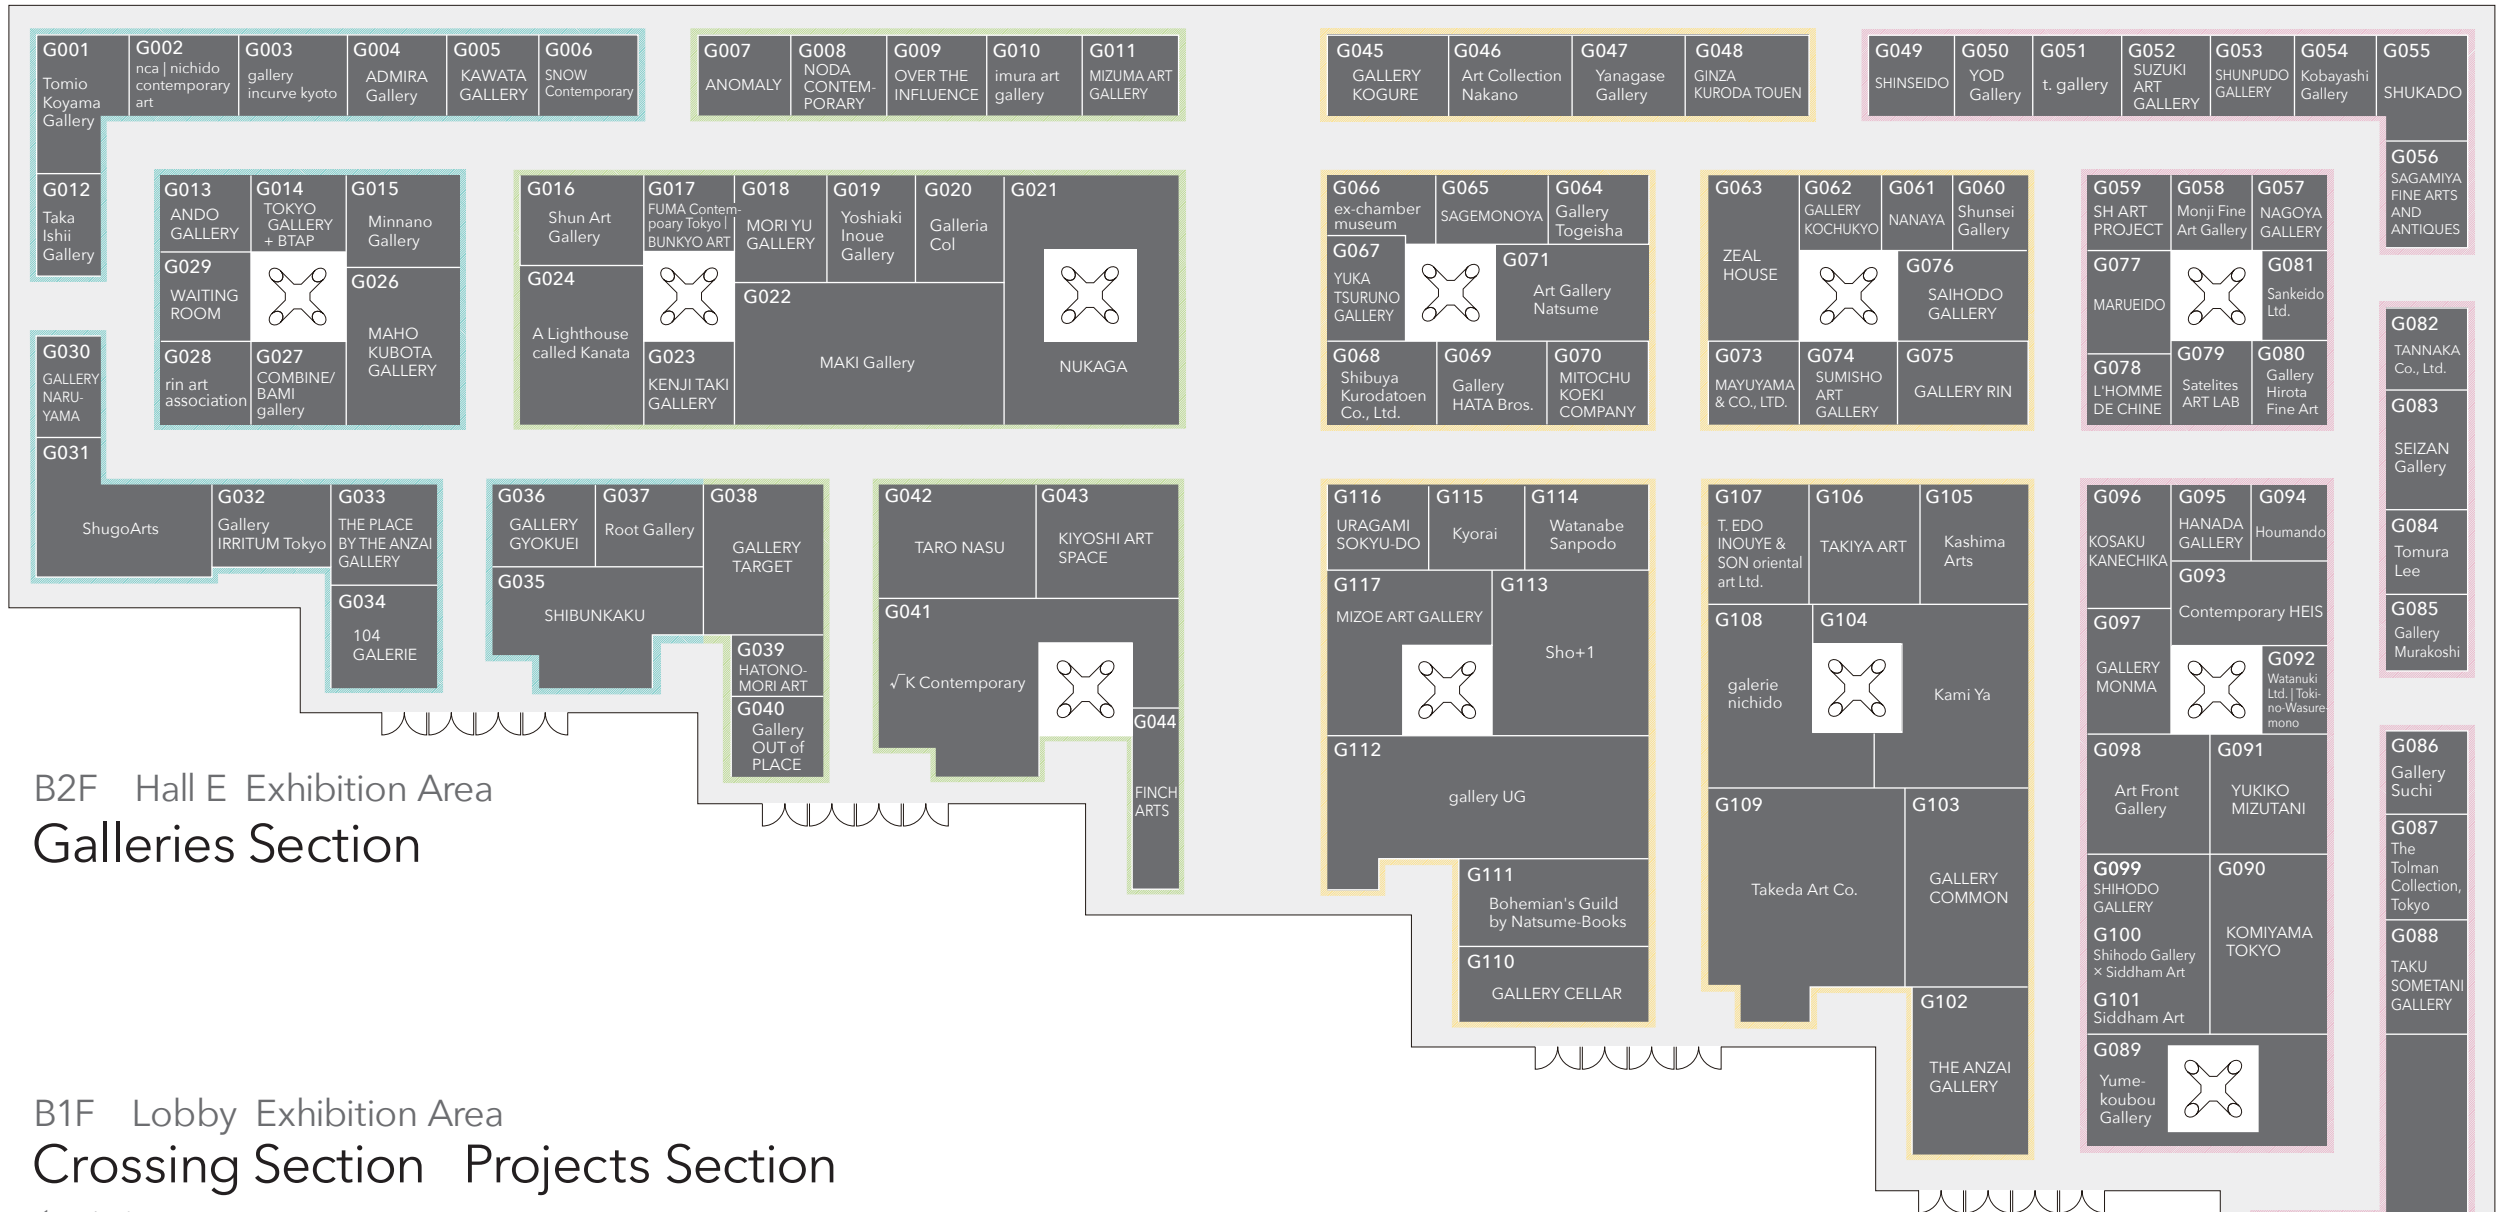 G001
Tomio
Koyama
Gallery
G002
nca | nichido
contemporary
art
G003
gallery
incurve kyoto
G004
ADMIRA
Gallery
G005
KAWATA
GALLERY
G006
SNOW
Contemporary
G007
ANOMALY
G008
NODA
CONTEM-
PORARY
G009
OVER THE
INFLUENCE
G010
imura art
gallery
G011
MIZUMA ART
GALLERY
G045
GALLERY
KOGURE
G046
Art Collection
Nakano
G047
Yanagase
Gallery
G048
GINZA
KURODA TOUEN
G049
SHINSEIDO
G050
YOD
Gallery
G051
t. gallery
G052
SUZUKI
ART
GALLERY
G053
SHUNPUDO
GALLERY
G054
Kobayashi
Gallery
G055
SHUKADO
G056
SAGAMIYA
FINE ARTS
AND
ANTIQUES
G012
Taka
Ishii
Gallery
G013
ANDO
GALLERY
G014
TOKYO
GALLERY
+ BTAP
G015
Minnano
Gallery
G029
WAITING
ROOM
G026
MAHO
KUBOTA
GALLERY
G028
rin art
association
G027
COMBINE/
BAMI
gallery
G016
Shun Art
Gallery
G017
FUMA Contem-
poary Tokyo |
BUNKYO ART
G018
MORI YU
GALLERY
G019
Yoshiaki
Inoue
Gallery
G020
Galleria
Col
G021
NUKAGA
G024
A Lighthouse
called Kanata
G023
KENJI TAKI
GALLERY
G022
MAKI Gallery
G066
ex-chamber
museum
G065
SAGEMONOYA
G064
Gallery
Togeisha
G067
YUKA
TSURUNO
GALLERY
G071
Art Gallery
Natsume
G068
Shibuya
Kurodatoen
Co., Ltd.
G069
Gallery
HATA Bros.
G070
MITOCHU
KOEKI
COMPANY
G063
ZEAL
HOUSE
G062
GALLERY
KOCHUKYO
G061
NANAYA
G060
Shunsei
Gallery
G076
SAIHODO
GALLERY
G073
MAYUYAMA
& CO., LTD.
G074
SUMISHO
ART
GALLERY
G075
GALLERY RIN
G059
SH ART
PROJECT
G058
Monji Fine
Art Gallery
G057
NAGOYA
GALLERY
G077
MARUEIDO
G081
Sankeido
Ltd.
G078
L'HOMME
DE CHINE
G079
Satelites
ART LAB
G080
Gallery
Hirota
Fine Art
G082
TANNAKA
Co., Ltd.
G083
SEIZAN
Gallery
G084
Tomura
Lee
G085
Gallery
Murakoshi
G030
GALLERY
NARU-
YAMA
G031
ShugoArts
G032
Gallery
IRRITUM Tokyo
G033
THE PLACE
BY THE ANZAI
GALLERY
G034
104
GALERIE
G036
GALLERY
GYOKUEI
G037
Root Gallery
G038
GALLERY
TARGET
G035
SHIBUNKAKU
G039
HATONO-
MORI ART
G040
Gallery
OUT of
PLACE
G042
TARO NASU
G043
KIYOSHI ART
SPACE
G041
√K Contemporary
G044
FINCH
ARTS
G116
URAGAMI
SOKYU-DO
G115
Kyorai
G114
Watanabe
Sanpodo
G117
MIZOE ART GALLERY
G113
Sho+1
G112
gallery UG
G111
Bohemian's Guild
by Natsume-Books
G110
GALLERY CELLAR
G107
T. EDO
INOUYE &
SON oriental
art Ltd.
G106
TAKIYA ART
G105
Kashima
Arts
G108
galerie
nichido
G104
Kami Ya
G109
Takeda Art Co.
G103
GALLERY
COMMON
G102
THE ANZAI
GALLERY
G096
KOSAKU
KANECHIKA
G095
HANADA
GALLERY
G094
Houmando
G093
Contemporary HEIS
G097
GALLERY
MONMA
G092
Watanuki
Ltd. | Toki-
no-Wasure-
mono
G098
Art Front
Gallery
G091
YUKIKO
MIZUTANI
G099
SHIHODO
GALLERY
G100
Shihodo Gallery
× Siddham Art
G101
Siddham Art
G090
KOMIYAMA
TOKYO
G089
Yume-
koubou
Gallery
G086
Gallery
Suchi
G087
The
Tolman
Collection,
Tokyo
G088
TAKU
SOMETANI
GALLERY
B2F Hall E Exhibition Area
Galleries Section
B1F Lobby Exhibition Area
Crossing Section Projects Section